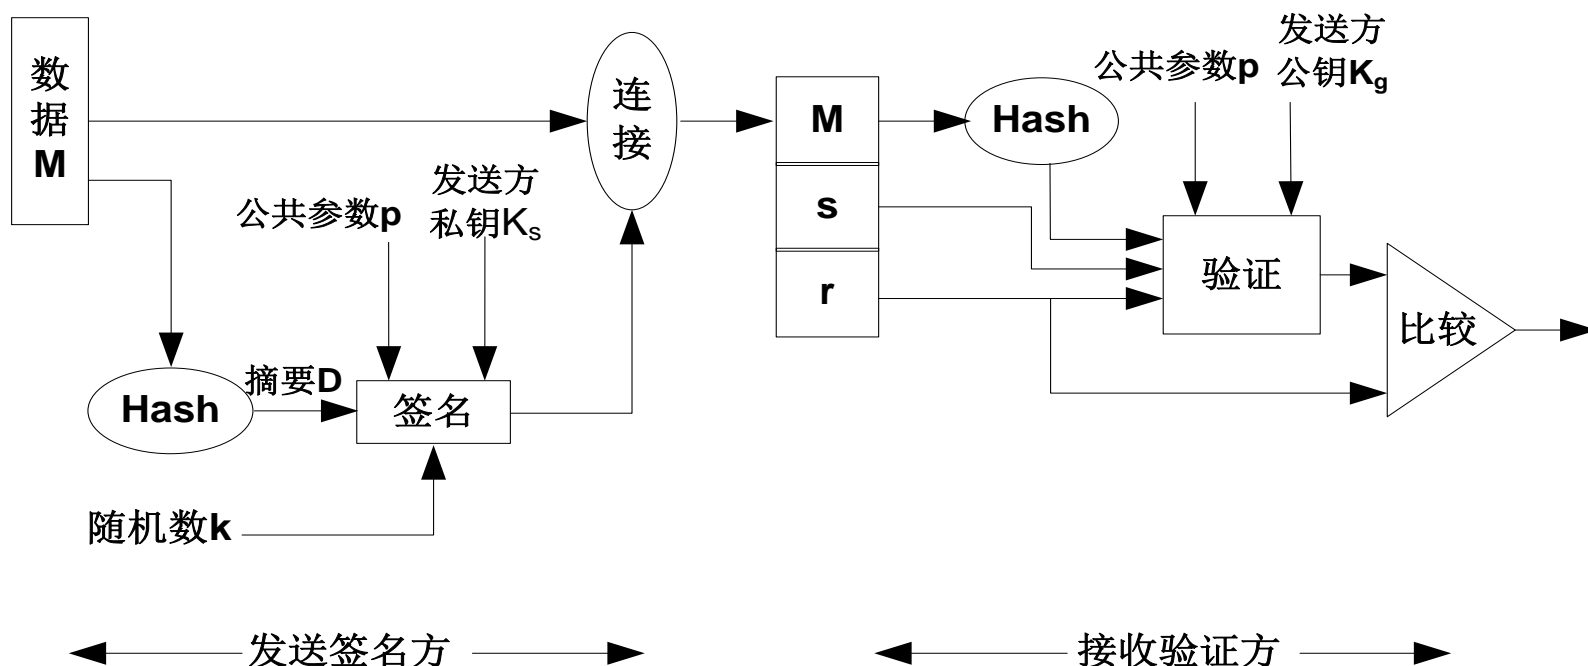 数
据
M
公共参数p
发送方
私钥Ks
Hash
摘要D
签名
随机数k
连
接
M
s
r
Hash
公共参数p
发送方
公钥Kg
验证
比较
发送签名方
接收验证方